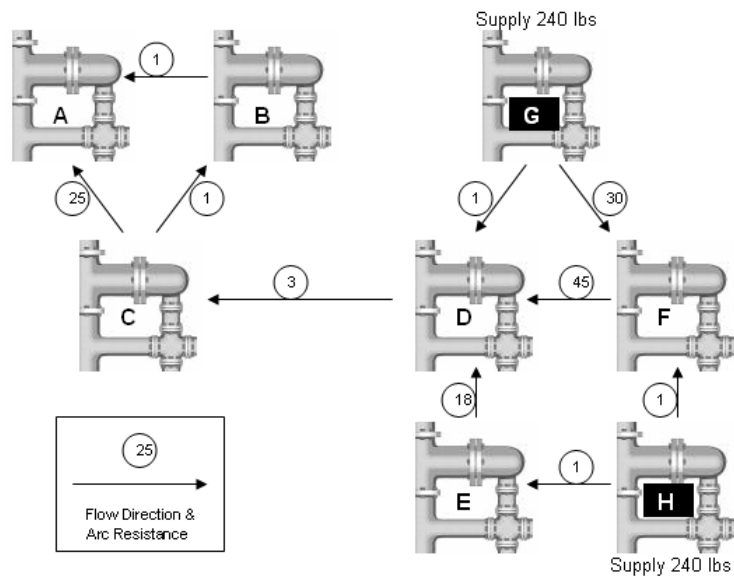 Supply 240 lbs
1
A
B
G
25
1
1
30
3
45
C
D
F
18
1
25
1
E
H
Flow Direction &
Arc Resistance
Supply 240 lbs